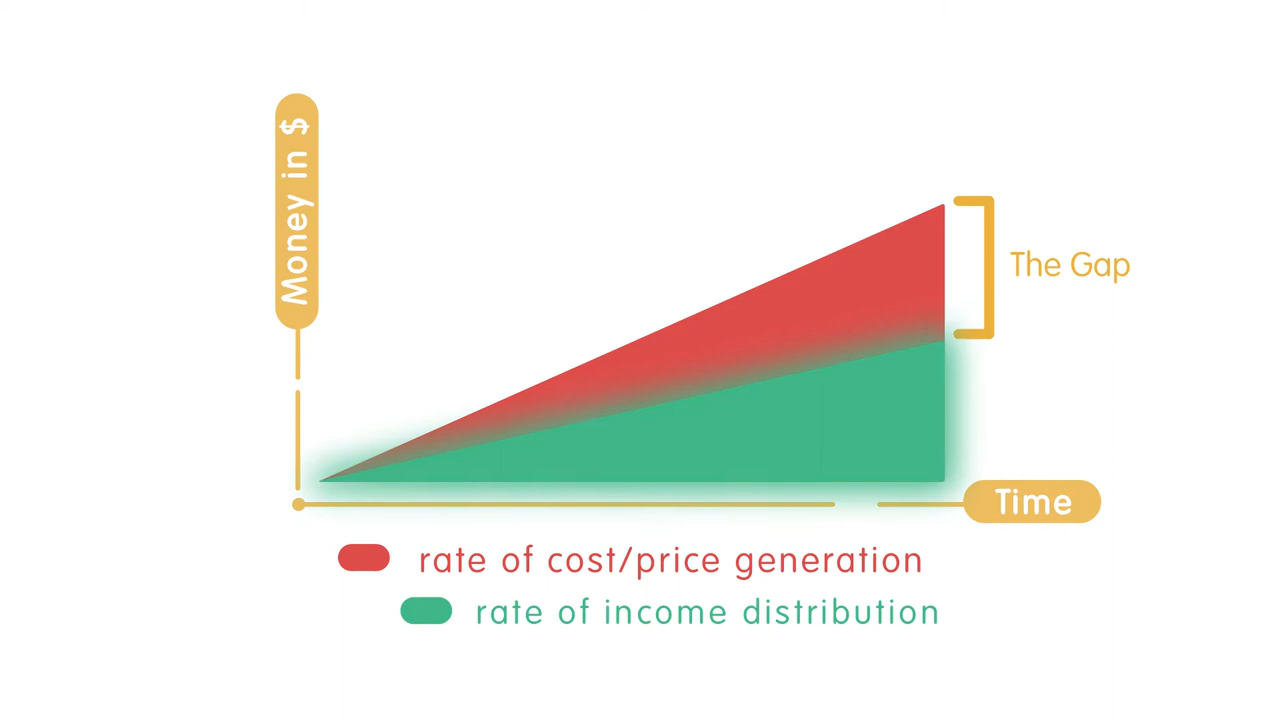 Money in $
The Gap
Time
rate of cost/price generation
rate of income distribution